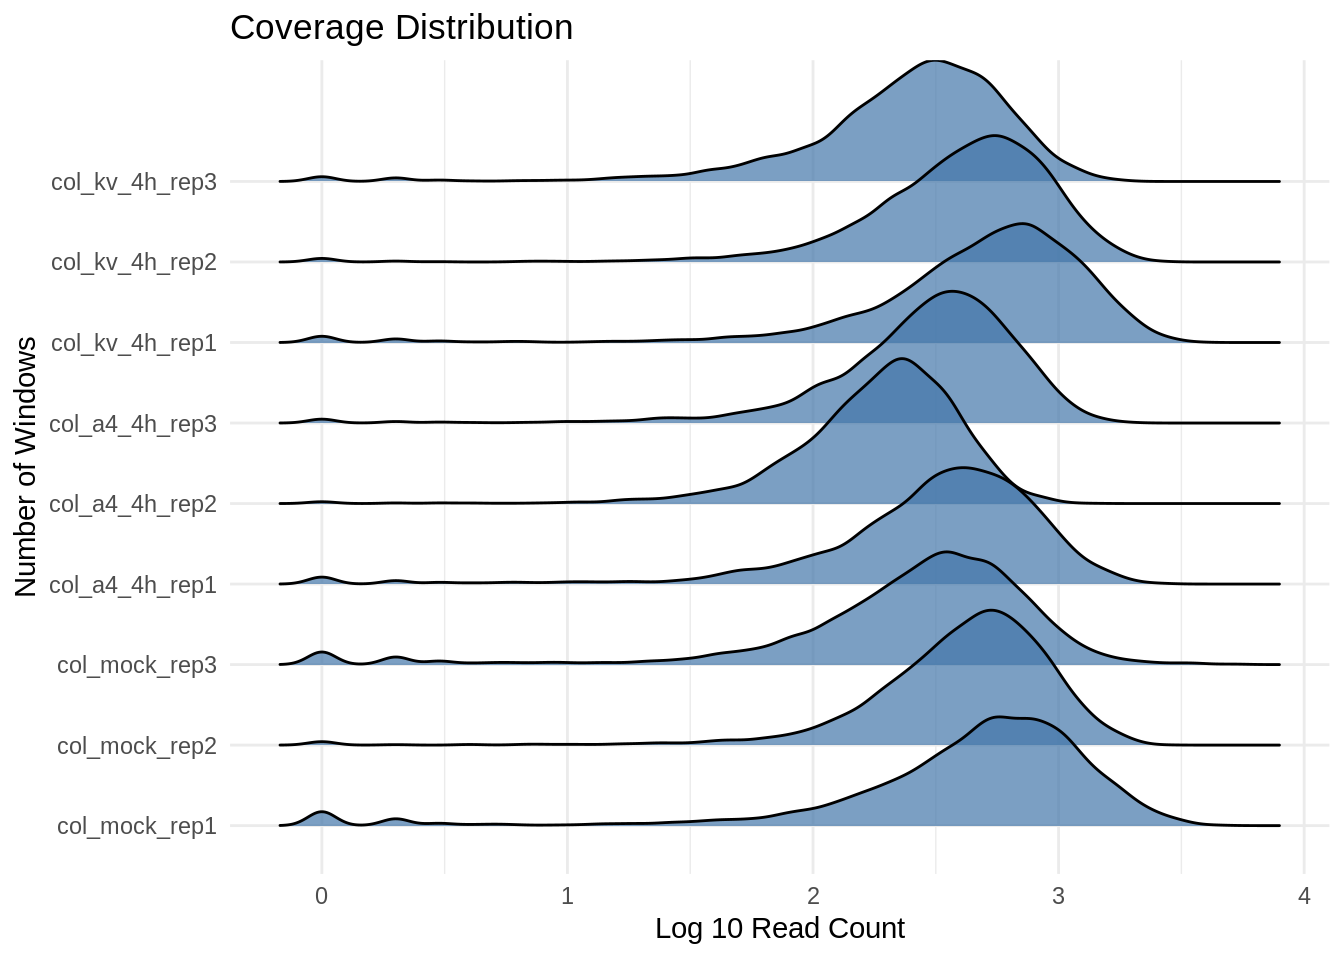 Coverage Distribution
Number of Windows
col_kv_4h_rep3
col_kv_4h_rep2
col_kv_4h_rep1
col_a4_4h_rep3
col_a4_4h_rep2
col_a4_4h_rep1
col_mock_rep3
col_mock_rep2
col_mock_rep1
0 1 2 3 4
Log 10 Read Count